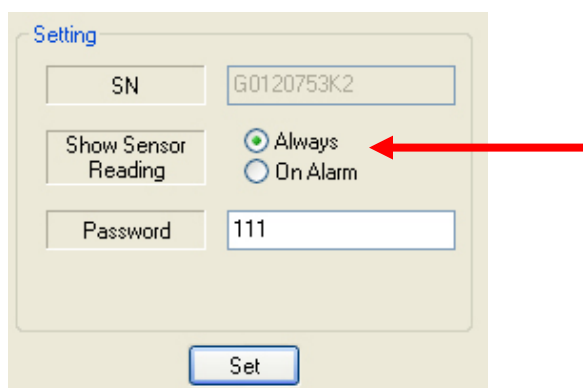 Setting
SN
G0120753K2
Show Sensor
Reading
Always
On Alarm
Password
111
Set